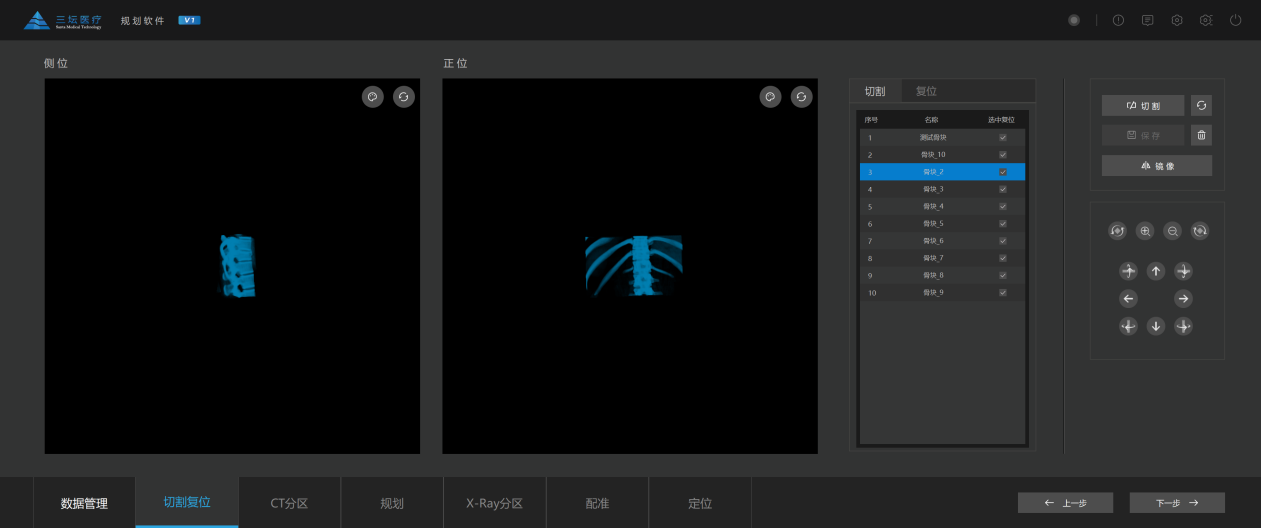 三坛医疗
Santa Medical Technology
规划软件
V1
侧位
正位
切割 复位
序号 名称 选中复位
1 测试骨块
2 骨块_10
3 骨块_2
4 骨块_3
5 骨块_4
6 骨块_5
7 骨块_6
8 骨块_7
9 骨块_8
10 骨块_9
切割
保存
镜像
数据管理 切割复位 CT分区 规划 X-Ray分区 配准 定位
← 上一步 下一步 →